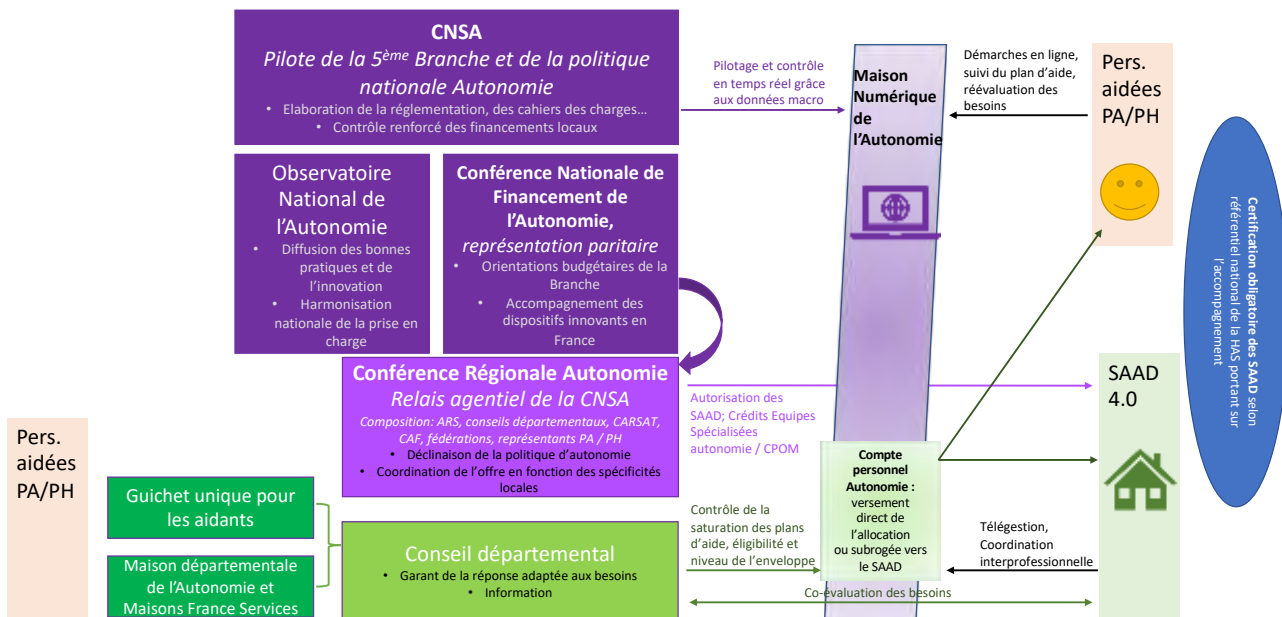 CNSA
Pilote de la 5ème Branche et de la politique
nationale Autonomie
• Elaboration de la réglementation, des cahiers des charges…
• Contrôle renforcé des financements locaux
Pilotage et contrôle
en temps réel grâce
aux données macro
Maison
Numérique
de
l’Autonomie
Démarches en ligne,
suivi du plan d’aide,
réévaluation des
besoins
Pers.
aidées
PA/PH
Observatoire
National de
l’Autonomie
• Diffusion des bonnes
pratiques et de
l’innovation
• Harmonisation
nationale de la prise en
charge
Conférence Nationale de
Financement de
l’Autonomie,
représentation paritaire
• Orientations budgétaires de la
Branche
• Accompagnement des
dispositifs innovants en
France
Certification obligatoire des SAAD selon
référentiel national de la HAS portant sur
l’accompagnement
Conférence Régionale Autonomie
Relais agentiel de la CNSA
Composition: ARS, conseils départementaux, CARSAT,
CAF, fédérations, représentants PA / PH
• Déclinaison de la politique d’autonomie
• Coordination de l’offre en fonction des spécificités
locales
Autorisation des
SAAD; Crédits Equipes
Spécialisées
autonomie / CPOM
SAAD
4.0
Pers.
aidées
PA/PH
Guichet unique pour
les aidants
Maison départementale
de l’Autonomie et
Maisons France Services
Conseil départemental
• Garant de la réponse adaptée aux besoins
• Information
Contrôle de la
saturation des plans
d’aide, éligibilité et
niveau de l’enveloppe
Compte
personnel
Autonomie :
versement
direct de
l’allocation
ou subrogée vers
le SAAD
Télégestion,
Coordination
interprofessionnelle
Co-évaluation des besoins